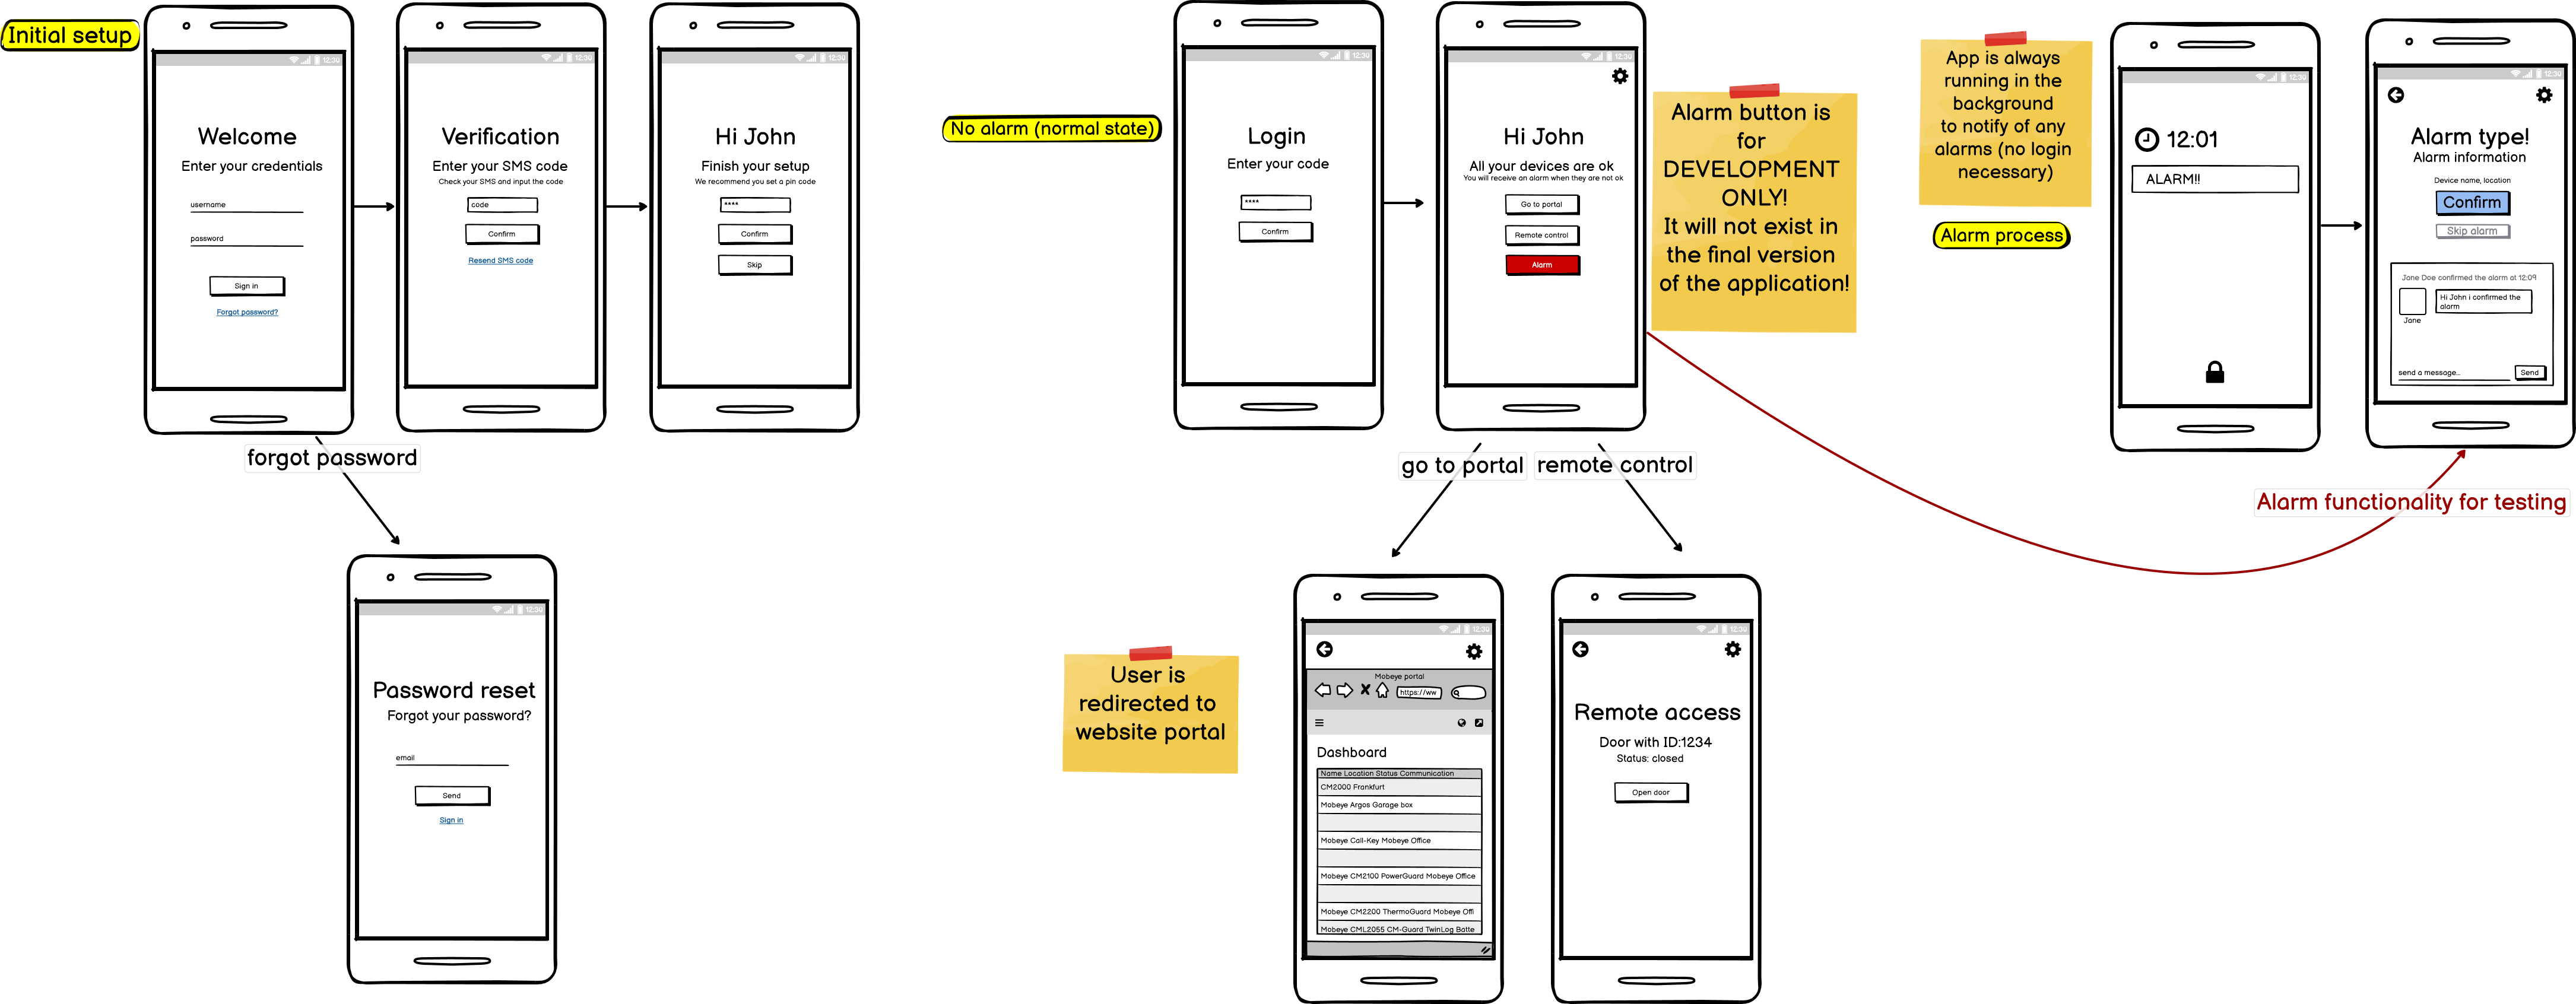 Initial setup
12:30
Welcome
Enter your credentials
username
password
Sign in
Forgot password?
forgot password
12:30
Verification
Enter your SMS code
Check your SMS and input the code
code
Confirm
Resend SMS code
12:30
Hi John
Finish your setup
We recommend you set a pin code
****
Confirm
Skip
12:30
Password reset
Forgot your password?
email
Send
Sign in
No alarm (normal state)
12:30
Login
Enter your code
****
Confirm
12:30
Hi John
All your devices are ok
You will receive an alarm when they are not ok
Go to portal
Remote control
Alarm
Alarm button is
for
DEVELOPMENT
ONLY!
It will not exist in
the final version
of the application!
go to portal
remote control
User is
redirected to
website portal
12:30
Mobeye portal
https://ww
Dashboard
Name Location Status Communication
CM2000 Frankfurt
Mobeye Argos Garage box
Mobeye Call-Key Mobeye Office
Mobeye CM2100 PowerGuard Mobeye Office
Mobeye CM2200 ThermoGuard Mobeye Offi
Mobeye CML2055 CM-Guard TwinLog Batte
12:30
Remote access
Door with ID:1234
Status: closed
Open door
App is always
running in the
background
to notify of any
alarms (no login
necessary)
Alarm process
12:30
12:01
ALARM!!
12:30
Alarm type!
Alarm information
Device name, location
Confirm
Skip alarm
Jane Doe confirmed the alarm at 12:09
Hi John i confirmed the
alarm
Jane
send a message...
Send
Alarm functionality for testing